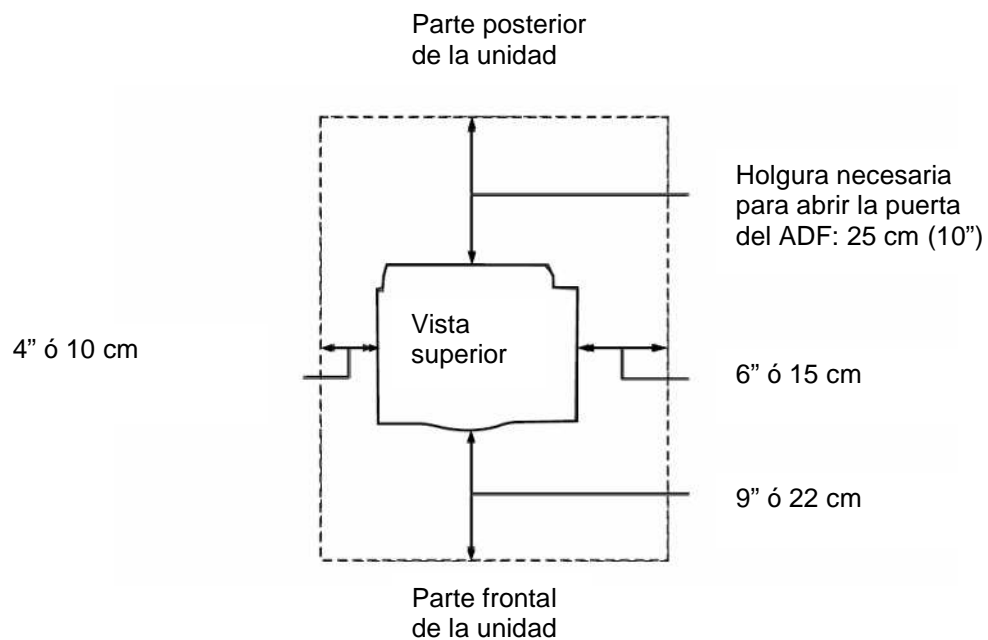 Parte posterior
de la unidad
Holgura necesaria
para abrir la puerta
del ADF: 25 cm (10”)
Vista
superior
4” ó 10 cm
6” ó 15 cm
9” ó 22 cm
Parte frontal
de la unidad